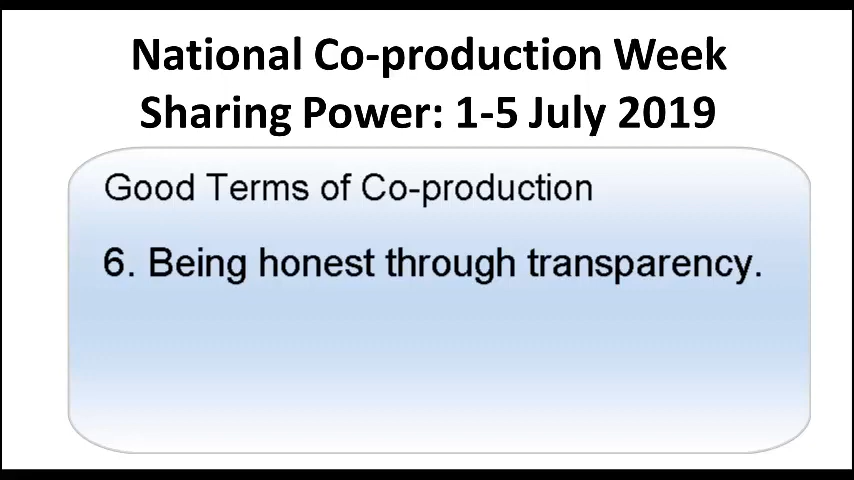 National Co-production Week
Sharing Power: 1-5 July 2019
Good Terms of Co-production
6. Being honest through transparency.